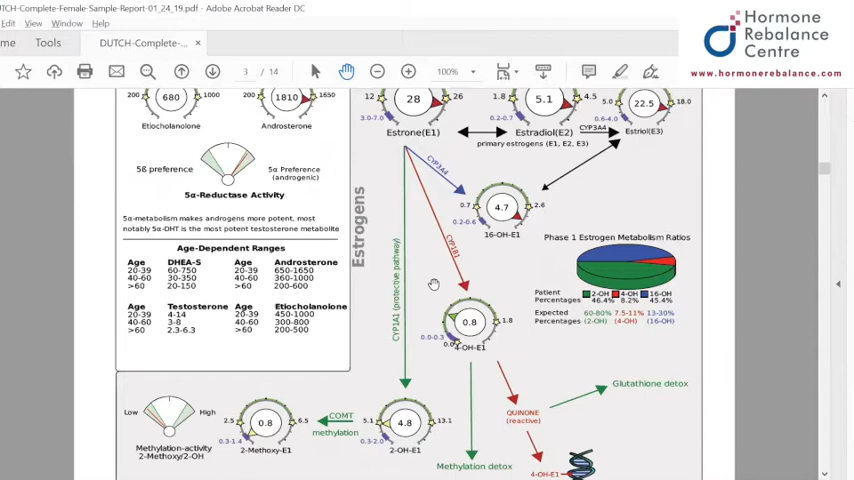 UTCH-Complete-Female-Sample-Report-01_24_19.pdf - Adobe Acrobat Reader DC
Edit View Window Help
me Tools DUTCH-Complete-... ×
3 / 14 100%
Hormone
Rebalance
Centre
www.hormonerebalance.com
200 680 1000
Etiocholanolone
200 1810 1650
Androsterone
5ß preference
5α Preference
(androgenic)
5α-Reductase Activity
5α-metabolism makes androgens more potent, most
notably 5α-DHT is the most potent testosterone metabolite
Age-Dependent Ranges
Age DHEA-S Age Androsterone
20-39 60-750 20-39 650-1650
40-60 30-350 40-60 360-1000
>60 20-150 >60 200-600
Age Testosterone Age Etiocholanolone
20-39 4-14 20-39 450-1000
40-60 3-8 40-60 300-800
>60 2.3-6.3 >60 200-500
Estrogens
12 28 26
3.0-7.0
Estrone(E1)
1.8 5.1 4.5
0.2-0.7
Estradiol(E2)
primary estrogens (E1, E2, E3)
CYP3A4
5.0 22.5 18.0
0.6-4.0
Estriol(E3)
CYP3A4
0.7 4.7 2.6
0.2-0.6
16-OH-E1
CYP1B1
CYP1A1 (protective pathway)
Phase 1 Estrogen Metabolism Ratios
2-OH 4-OH 16-OH
Patient
Percentages 46.4% 8.2% 45.4%
Expected 60-80% 7.5-11% 13-30%
Percentages (2-OH) (4-OH) (16-OH)
0.8 1.8
0.0-0.3
0.0
4-OH-E1
Low High
Methylation-activity
2-Methoxy/2-OH
2.5 0.8 6.5
0.3-1.4
2-Methoxy-E1
COMT
methylation
5.1 4.8 13.1
0.3-2.0
2-OH-E1
Glutathione detox
QUINONE
(reactive)
Methylation detox
4-OH-E1